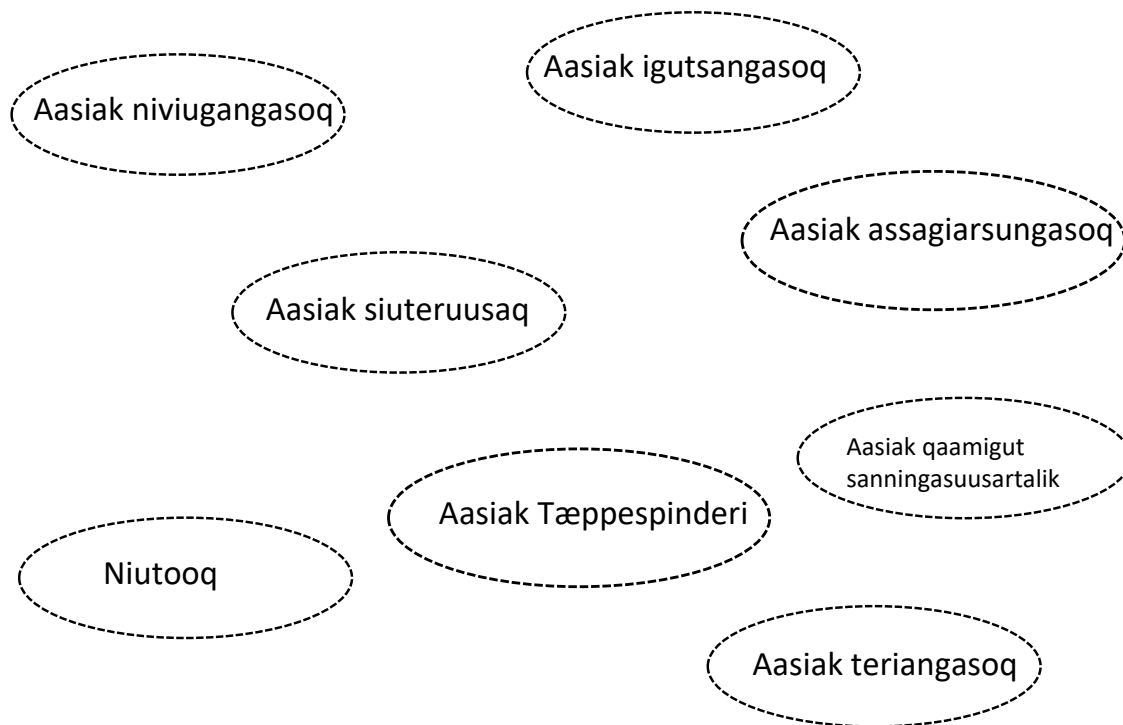 Aasiak igutsangasoq
Aasiak niviugangasoq
Aasiak assagiarsungasoq
Aasiak siuteruusaq
Aasiak qaamigut
sanningasuusartalik
Aasiak Tæppespinderi
Niutooq
Aasiak teriangasoq